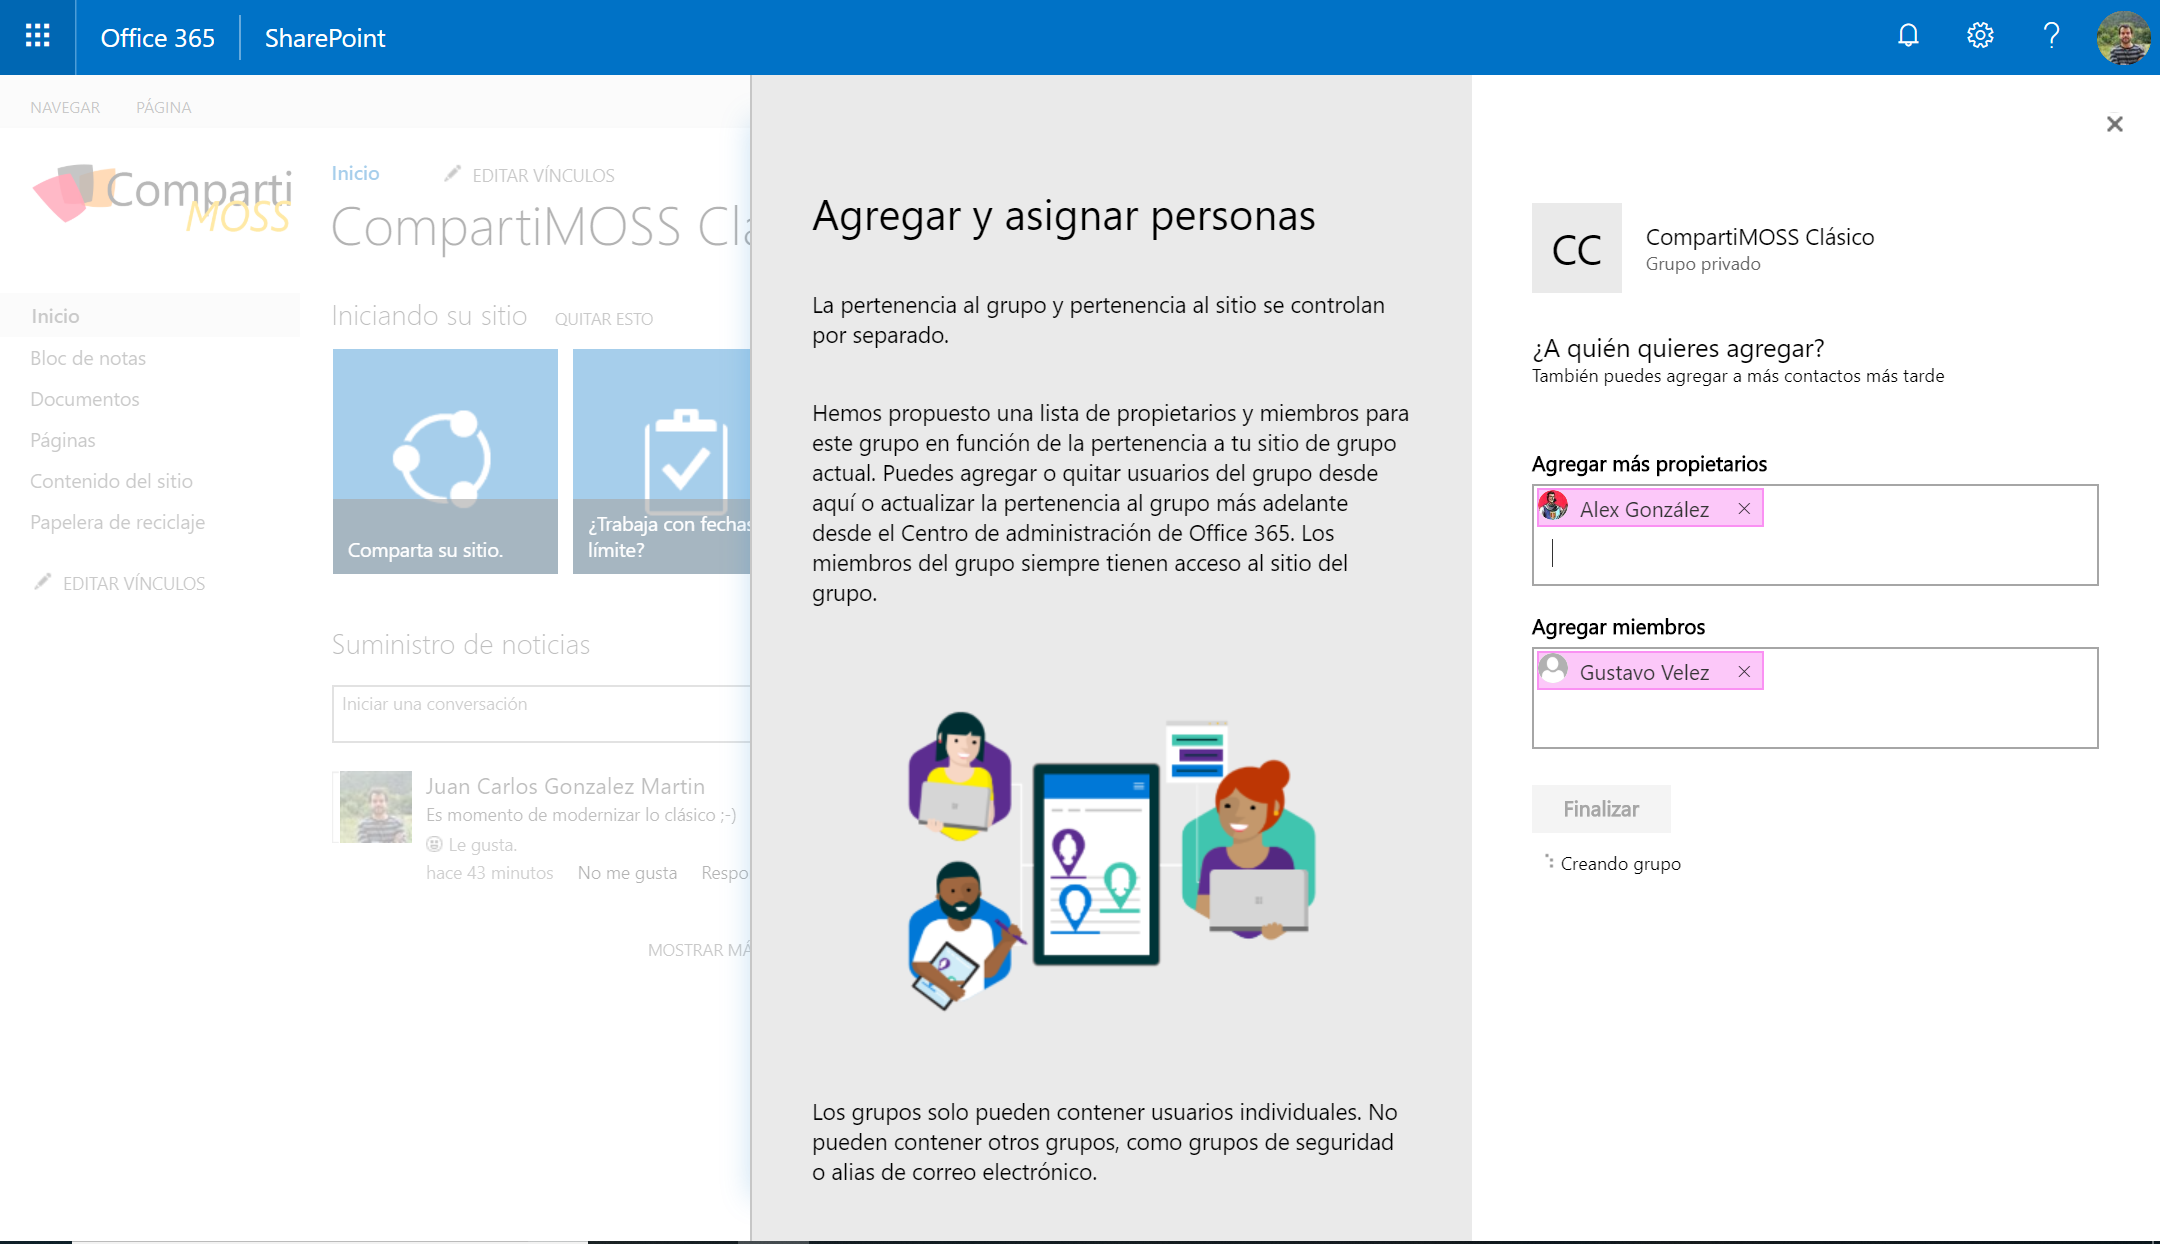 Office 365
SharePoint
NAVEGAR
PÁGINA
Comparti
MOSS
Inicio
EDITAR VÍNCULOS
CompartiMOSS Cl
Inicio
Bloc de notas
Documentos
Páginas
Contenido del sitio
Papelera de reciclaje
EDITAR VÍNCULOS
Iniciando su sitio
QUITAR ESTO
Comparta su sitio.
¿Trabaja con fechas
límite?
Suministro de noticias
Iniciar una conversación
Juan Carlos Gonzalez Martin
Es momento de modernizar lo clásico ;-)
Le gusta.
hace 43 minutos
No me gusta
Respo
MOSTRAR MÁ
Agregar y asignar personas
La pertenencia al grupo y pertenencia al sitio se controlan
por separado.
Hemos propuesto una lista de propietarios y miembros para
este grupo en función de la pertenencia a tu sitio de grupo
actual. Puedes agregar o quitar usuarios del grupo desde
aquí o actualizar la pertenencia al grupo más adelante
desde el Centro de administración de Office 365. Los
miembros del grupo siempre tienen acceso al sitio del
grupo.
Los grupos solo pueden contener usuarios individuales. No
pueden contener otros grupos, como grupos de seguridad
o alias de correo electrónico.
CC
CompartiMOSS Clásico
Grupo privado
¿A quién quieres agregar?
También puedes agregar a más contactos más tarde
Agregar más propietarios
Alex González
Agregar miembros
Gustavo Velez
Finalizar
Creando grupo